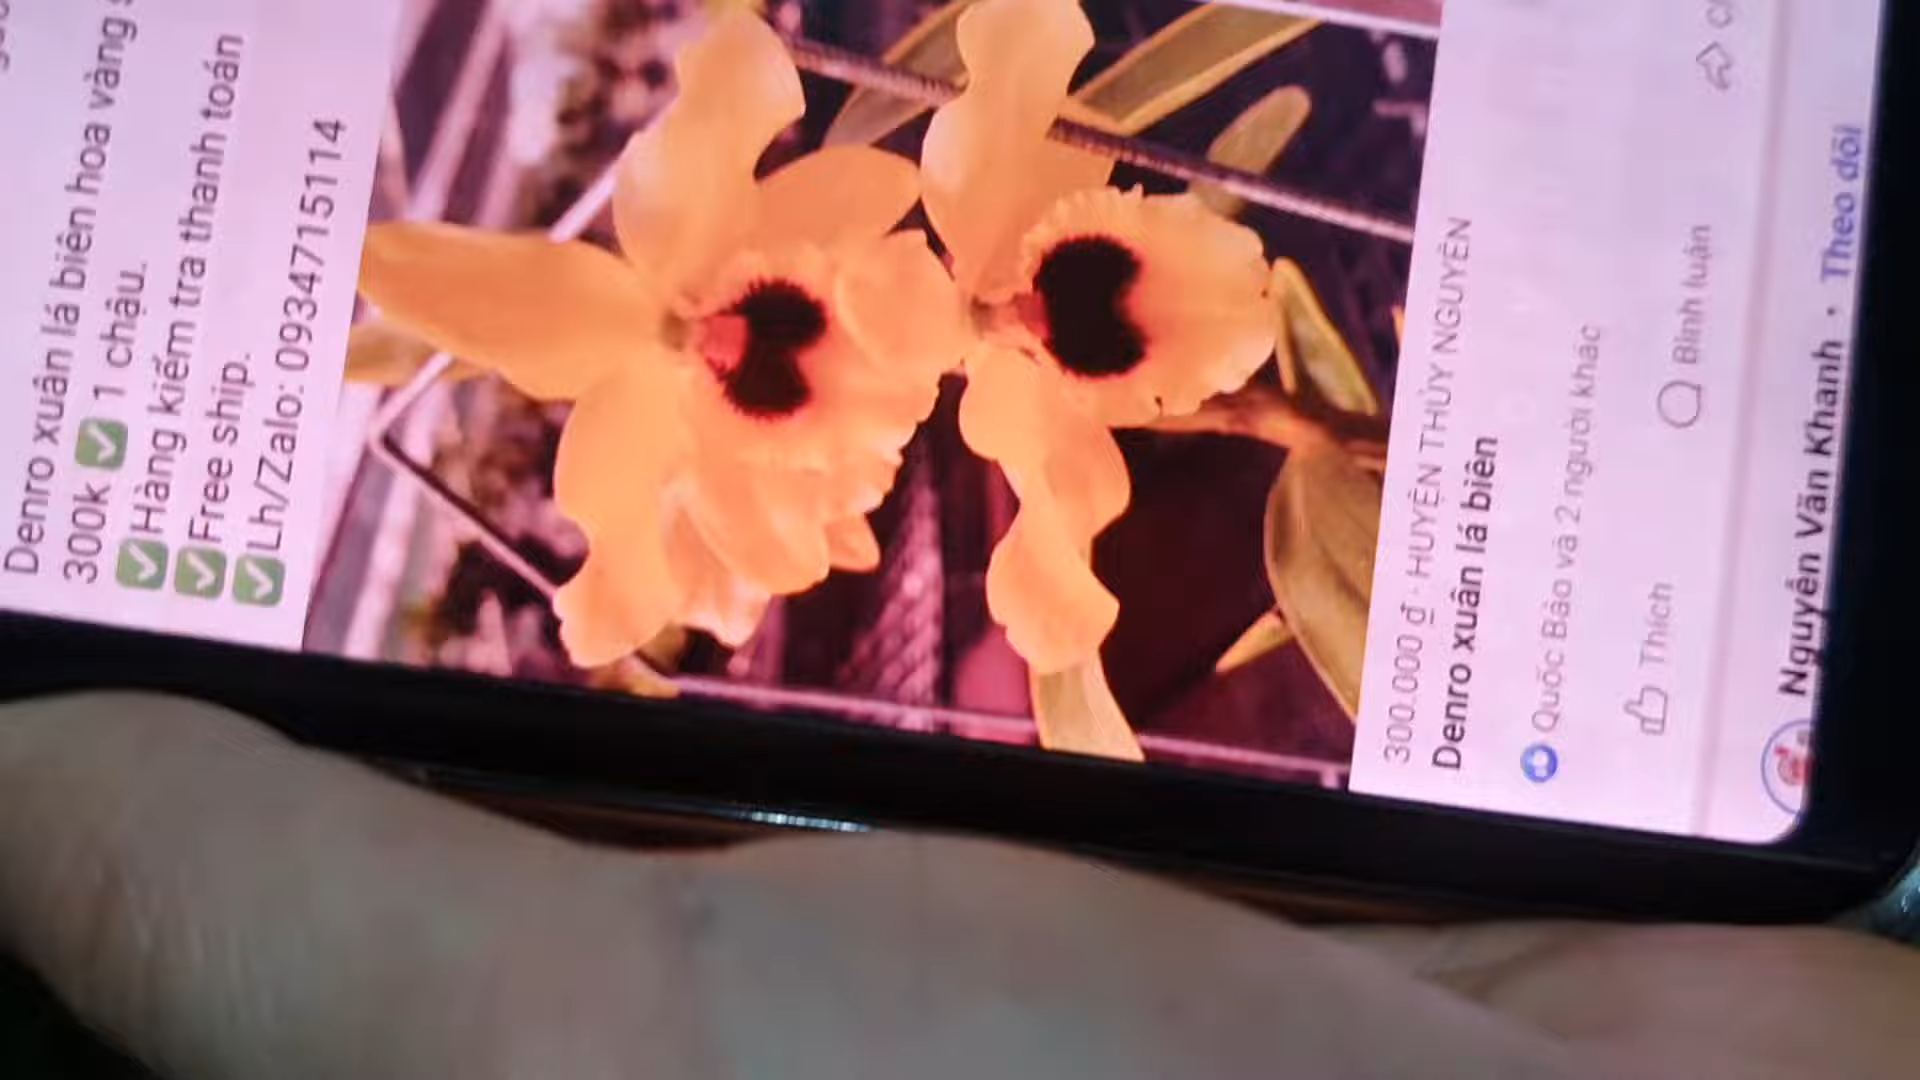 Denro xuân lá biên hoa vàng
300k ✅ 1 chậu.
✅Hàng kiểm tra thanh toán
✅Free ship.
✅Lh/Zalo: 0934715114
300.000 ₫ · HUYỆN THỦY NGUYÊN
Denro xuân lá biên
Quốc Bảo và 2 người khác
Thích
Bình luận
Nguyễn Văn Khanh · Theo dõi